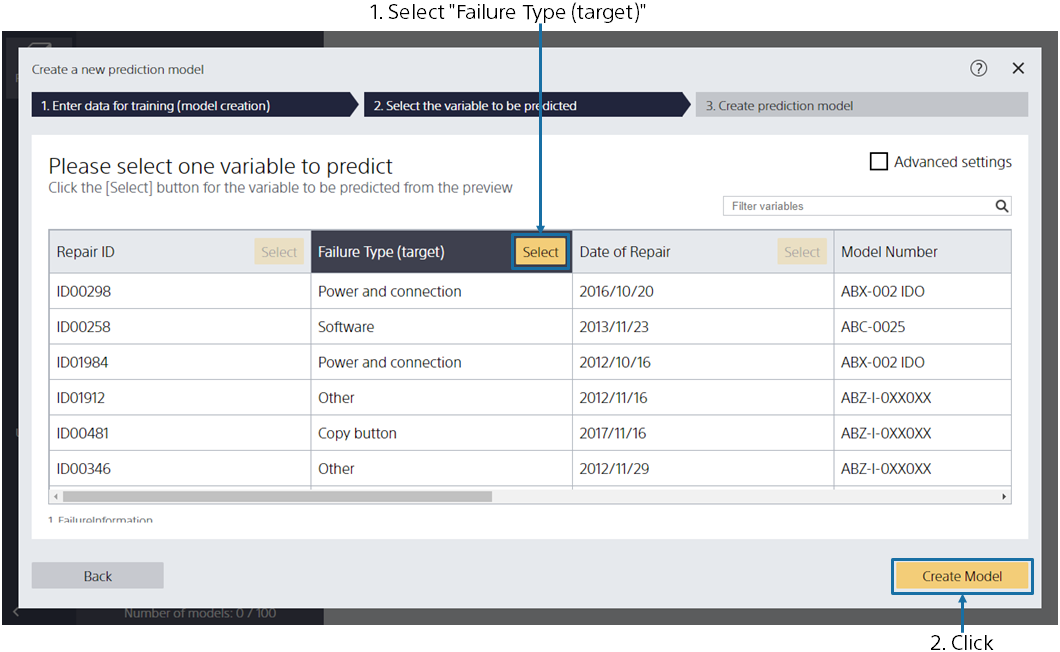 1. Select "Failure Type (target)"
Create a new prediction model
?
1. Enter data for training (model creation) 2. Select the variable to be predicted 3. Create prediction model
Please select one variable to predict
Advanced settings
Click the [Select] button for the variable to be predicted from the preview
Filter variables
Repair ID Select Failure Type (target) Select Date of Repair Select Model Number
ID00298 Power and connection 2016/10/20 ABX-002 IDO
ID00258 Software 2013/11/23 ABC-0025
ID01984 Power and connection 2012/10/16 ABX-002 IDO
ID01912 Other 2012/11/16 ABZ-I-0XX0XX
ID00481 Copy button 2017/11/16 ABZ-I-0XX0XX
ID00346 Other 2012/11/29 ABZ-I-0XX0XX
1. FailureInformation
Back Create Model
Number of models: 0 / 100
2. Click